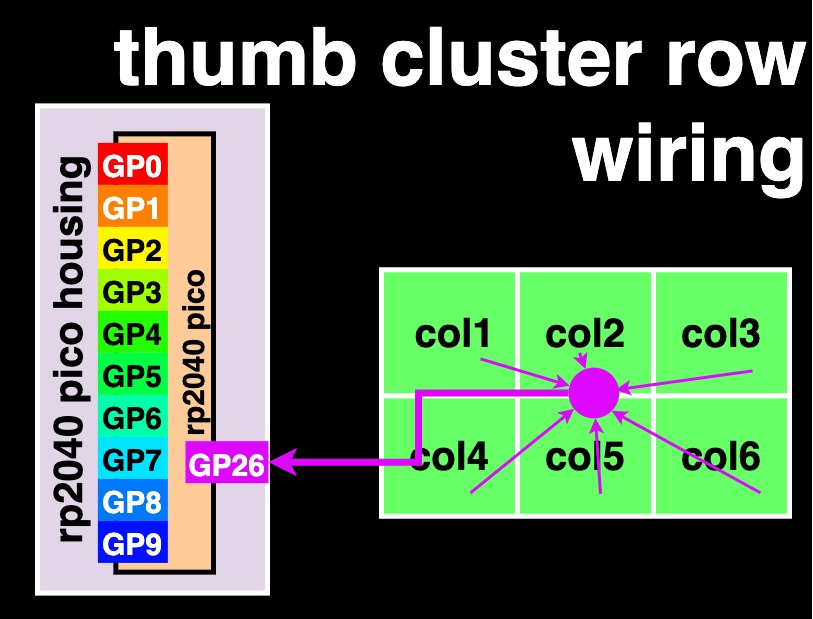 thumb cluster row
wiring
rp2040 pico housing
GP0
GP1
GP2
GP3
GP4
GP5
GP6
GP7
GP8
GP9
rp2040 pico
GP26
col1 col2 col3
col4 col5 col6